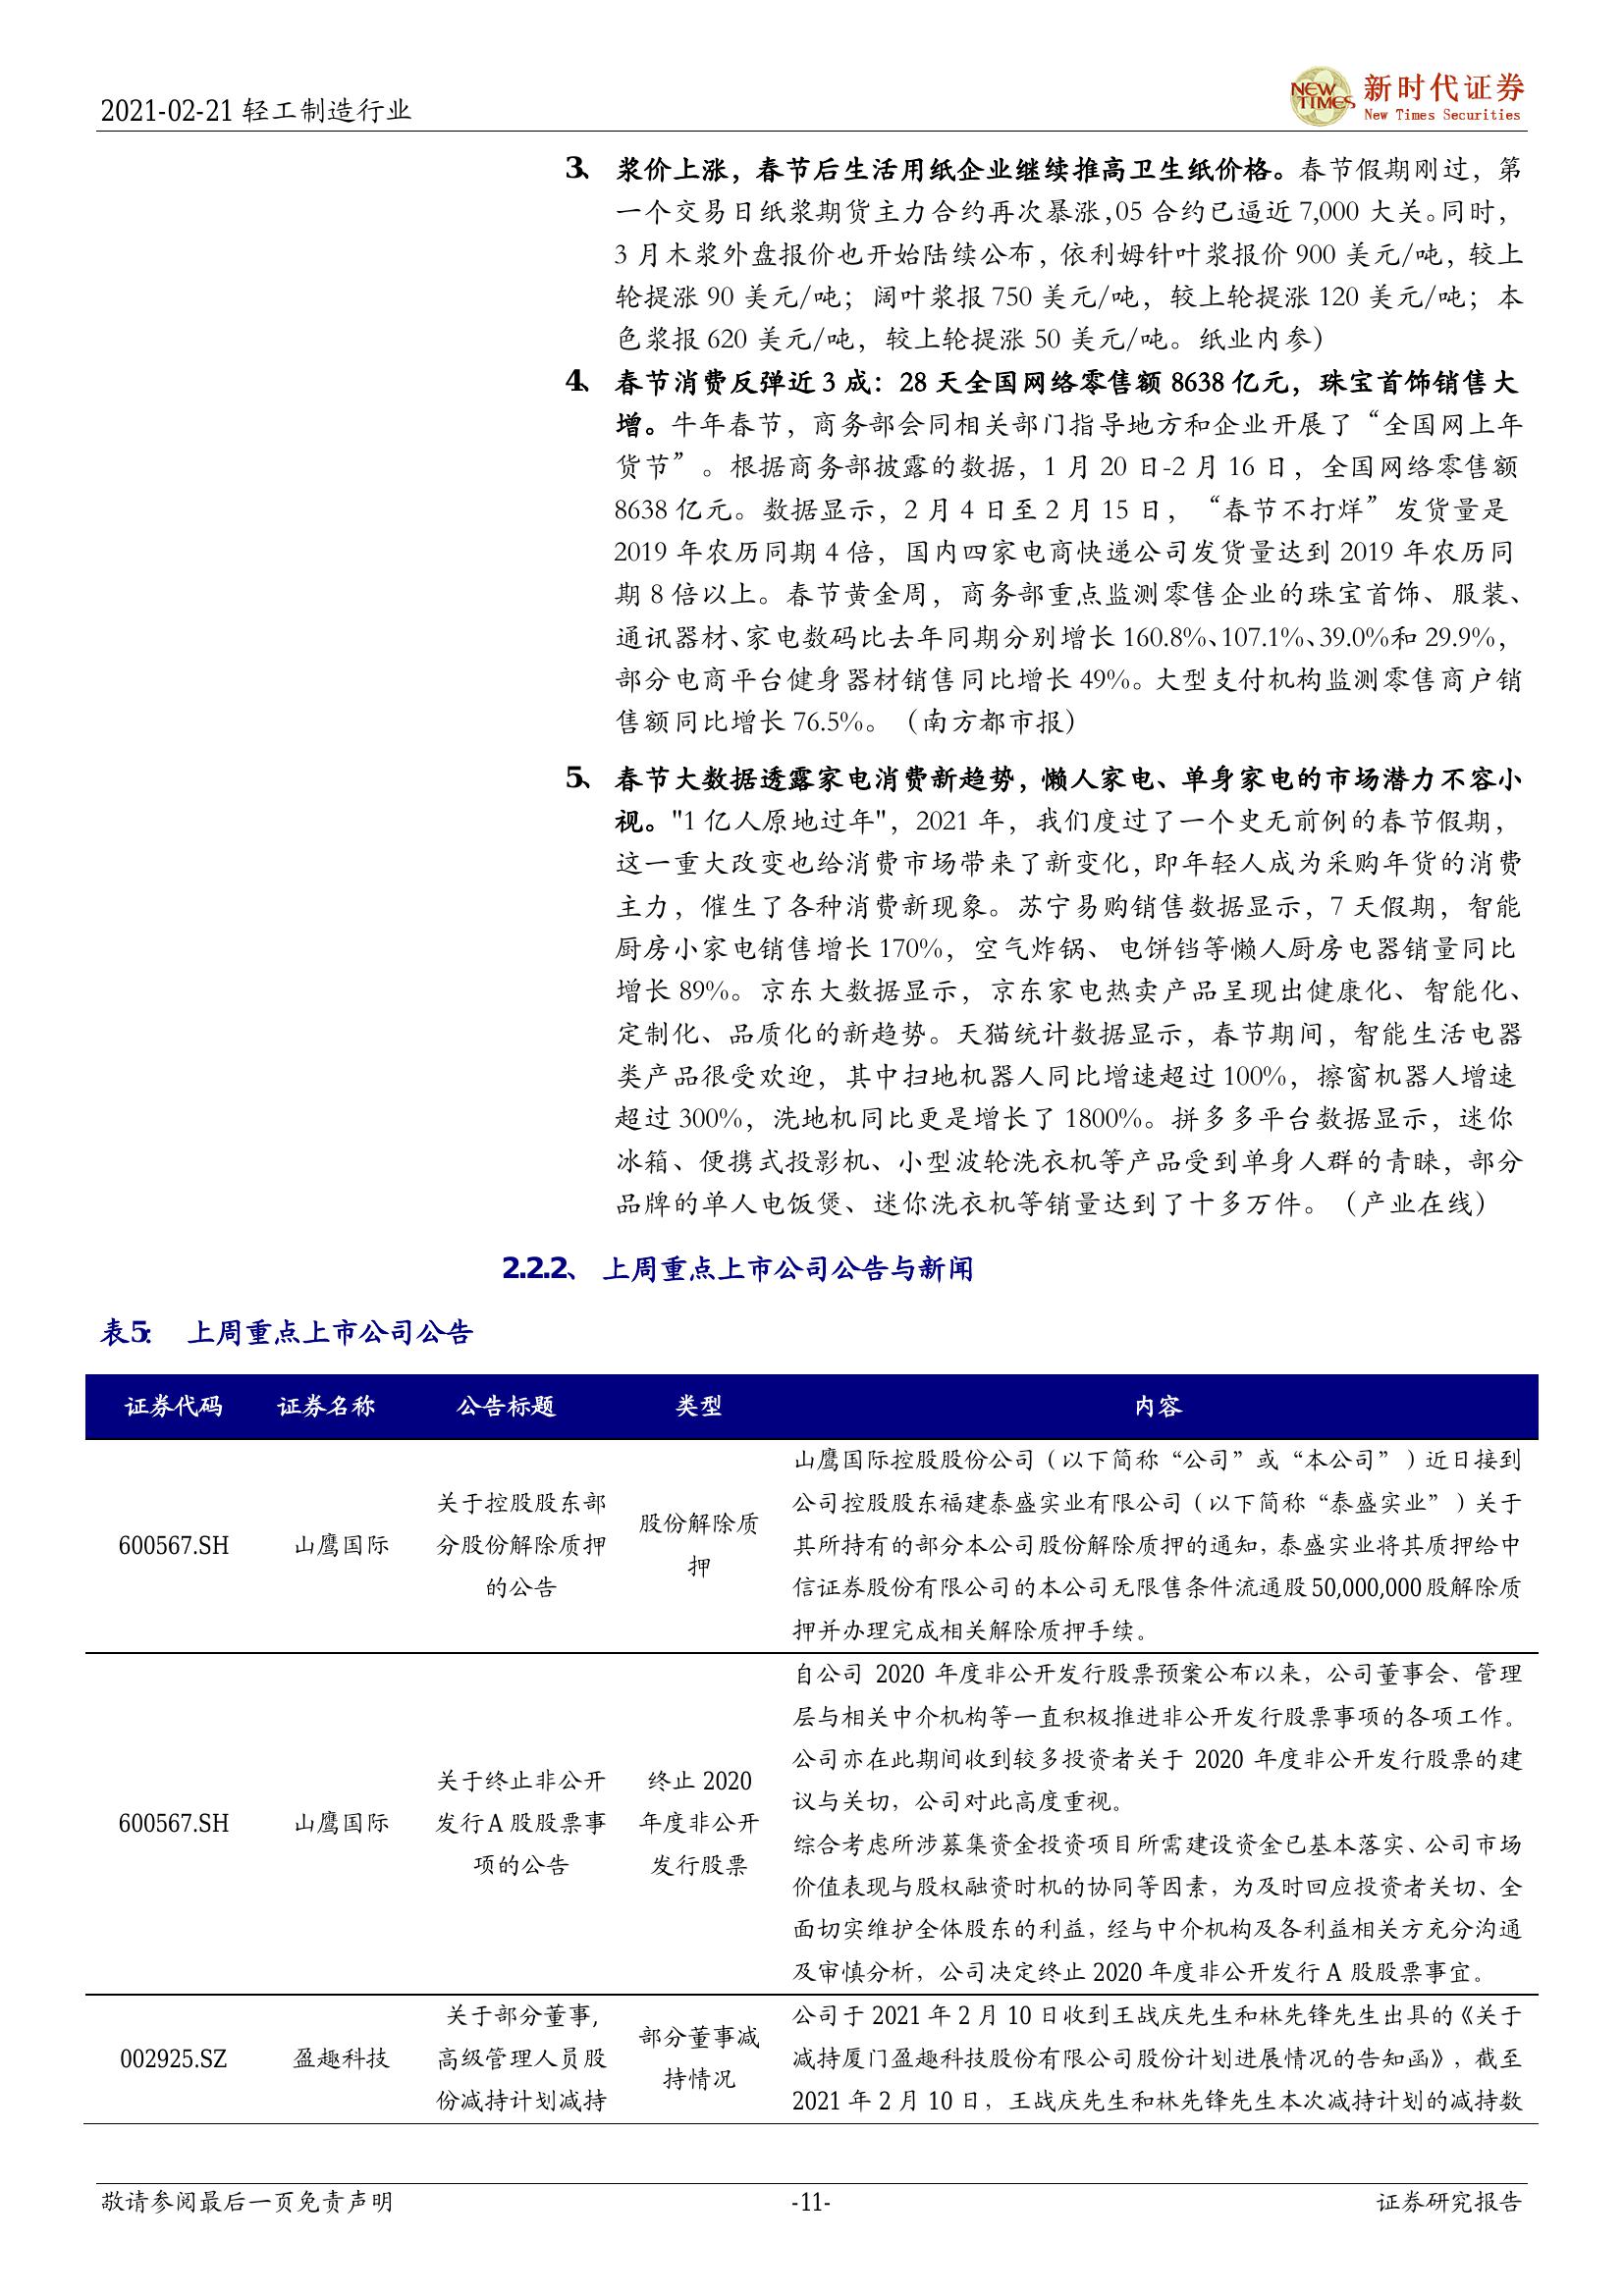 2021-02-21 轻工制造行业
NEW TIMES 新时代证券
New Times Securities
3、 浆价上涨，春节后生活用纸企业继续推高卫生纸价格。春节假期刚过，第
一个交易日纸浆期货主力合约再次暴涨,05 合约已逼近 7,000 大关。同时，
3 月木浆外盘报价也开始陆续公布，依利姆针叶浆报价 900 美元/吨，较上
轮提涨 90 美元/吨；阔叶浆报 750 美元/吨，较上轮提涨 120 美元/吨；本
色浆报 620 美元/吨，较上轮提涨 50 美元/吨。纸业内参）
4、 春节消费反弹近 3 成：28 天全国网络零售额 8638 亿元，珠宝首饰销售大
增。牛年春节，商务部会同相关部门指导地方和企业开展了“全国网上年
货节”。根据商务部披露的数据，1 月 20 日-2 月 16 日，全国网络零售额
8638 亿元。数据显示，2 月 4 日至 2 月 15 日，“春节不打烊”发货量是
2019 年农历同期 4 倍，国内四家电商快递公司发货量达到 2019 年农历同
期 8 倍以上。春节黄金周，商务部重点监测零售企业的珠宝首饰、服装、
通讯器材、家电数码比去年同期分别增长 160.8%、107.1%、39.0%和 29.9%，
部分电商平台健身器材销售同比增长 49%。大型支付机构监测零售商户销
售额同比增长 76.5%。（南方都市报）
5、 春节大数据透露家电消费新趋势，懒人家电、单身家电的市场潜力不容小
视。"1 亿人原地过年"，2021 年，我们度过了一个史无前例的春节假期，
这一重大改变也给消费市场带来了新变化，即年轻人成为采购年货的消费
主力，催生了各种消费新现象。苏宁易购销售数据显示，7 天假期，智能
厨房小家电销售增长 170%，空气炸锅、电饼铛等懒人厨房电器销量同比
增长 89%。京东大数据显示，京东家电热卖产品呈现出健康化、智能化、
定制化、品质化的新趋势。天猫统计数据显示，春节期间，智能生活电器
类产品很受欢迎，其中扫地机器人同比增速超过 100%，擦窗机器人增速
超过 300%，洗地机同比更是增长了 1800%。拼多多平台数据显示，迷你
冰箱、便携式投影机、小型波轮洗衣机等产品受到单身人群的青睐，部分
品牌的单人电饭煲、迷你洗衣机等销量达到了十多万件。（产业在线）
2.2.2、 上周重点上市公司公告与新闻
表5： 上周重点上市公司公告
证券代码 证券名称 公告标题 类型 内容
山鹰国际控股股份公司（以下简称“公司”或“本公司”）近日接到
关于控股股东部 公司控股股东福建泰盛实业有限公司（以下简称“泰盛实业”）关于
股份解除质
600567.SH 山鹰国际 分股份解除质押 其所持有的部分本公司股份解除质押的通知，泰盛实业将其质押给中
押
的公告 信证券股份有限公司的本公司无限售条件流通股 50,000,000 股解除质
押并办理完成相关解除质押手续。
自公司 2020 年度非公开发行股票预案公布以来，公司董事会、管理
层与相关中介机构等一直积极推进非公开发行股票事项的各项工作。
公司亦在此期间收到较多投资者关于 2020 年度非公开发行股票的建
关于终止非公开 终止 2020
议与关切，公司对此高度重视。
600567.SH 山鹰国际 发行 A 股股票事 年度非公开
综合考虑所涉募集资金投资项目所需建设资金已基本落实、公司市场
项的公告 发行股票
价值表现与股权融资时机的协同等因素，为及时回应投资者关切、全
面切实维护全体股东的利益，经与中介机构及各利益相关方充分沟通
及审慎分析，公司决定终止 2020 年度非公开发行 A 股股票事宜。
关于部分董事, 公司于 2021 年 2 月 10 日收到王战庆先生和林先锋先生出具的《关于
部分董事减
002925.SZ 盈趣科技 高级管理人员股 减持厦门盈趣科技股份有限公司股份计划进展情况的告知函》，截至
持情况
份减持计划减持 2021 年 2 月 10 日，王战庆先生和林先锋先生本次减持计划的减持数
敬请参阅最后一页免责声明 -11- 证券研究报告